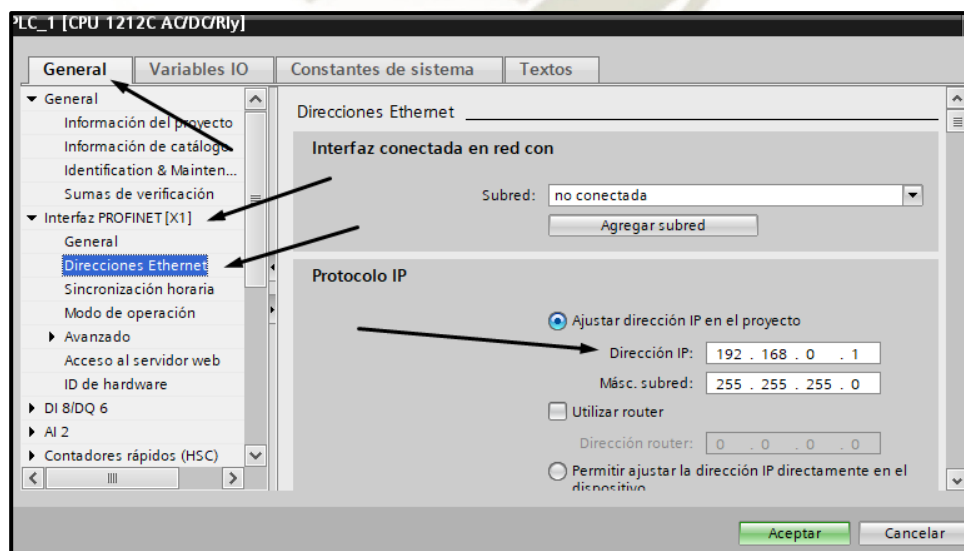 PLC_1 [CPU 1212C AC/DC/Rly]
General Variables IO Constantes de sistema Textos
General
Información del proyecto
Información de catálogo
Identification & Mainten...
Sumas de verificación
Interfaz PROFINET [X1]
General
Direcciones Ethernet
Sincronización horaria
Modo de operación
Avanzado
Acceso al servidor web
ID de hardware
DI 8/DQ 6
AI 2
Contadores rápidos (HSC)
Direcciones Ethernet
Interfaz conectada en red con
Subred: no conectada
Agregar subred
Protocolo IP
Ajustar dirección IP en el proyecto
Dirección IP: 192 . 168 . 0 . 1
Másc. subred: 255 . 255 . 255 . 0
Utilizar router
Dirección router: 0 . 0 . 0 . 0
Permitir ajustar la dirección IP directamente en el
dispositivo
Aceptar Cancelar